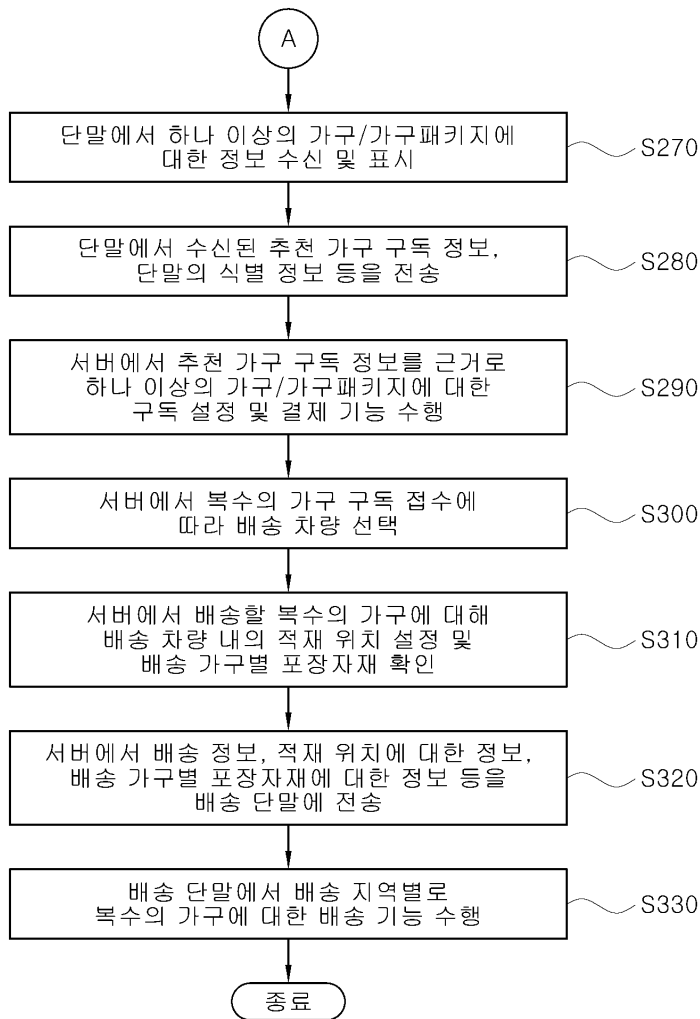 A
단말에서 하나 이상의 가구/가구패키지에
대한 정보 수신 및 표시
S270
단말에서 수신된 추천 가구 구독 정보,
단말의 식별 정보 등을 전송
S280
서버에서 추천 가구 구독 정보를 근거로
하나 이상의 가구/가구패키지에 대한
구독 설정 및 결제 기능 수행
S290
서버에서 복수의 가구 구독 접수에
따라 배송 차량 선택
S300
서버에서 배송할 복수의 가구에 대해
배송 차량 내의 적재 위치 설정 및
배송 가구별 포장자재 확인
S310
서버에서 배송 정보, 적재 위치에 대한 정보,
배송 가구별 포장자재에 대한 정보 등을
배송 단말에 전송
S320
배송 단말에서 배송 지역별로
복수의 가구에 대한 배송 기능 수행
S330
종료